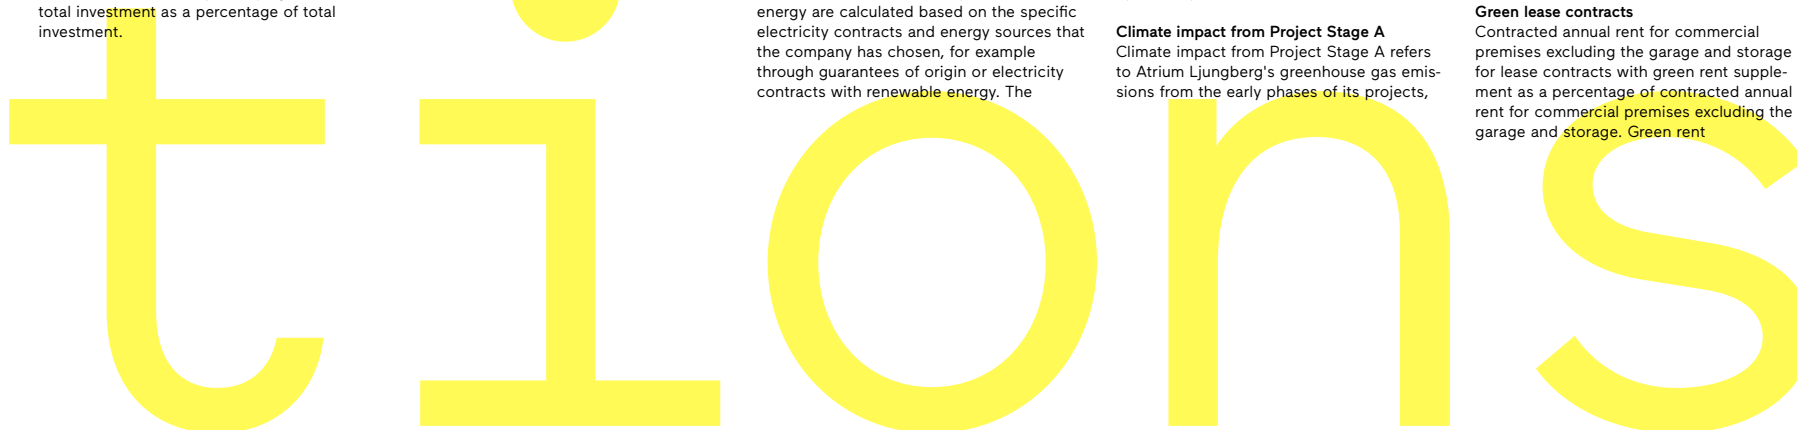 total investment as a percentage of total
investment.
energy are calculated based on the specific
electricity contracts and energy sources that
the company has chosen, for example
through guarantees of origin or electricity
contracts with renewable energy. The
Climate impact from Project Stage A
Climate impact from Project Stage A refers
to Atrium Ljungberg's greenhouse gas emis-
sions from the early phases of its projects,
Green lease contracts
Contracted annual rent for commercial
premises excluding the garage and storage
for lease contracts with green rent supple-
ment as a percentage of contracted annual
rent for commercial premises excluding the
garage and storage. Green rent
tions